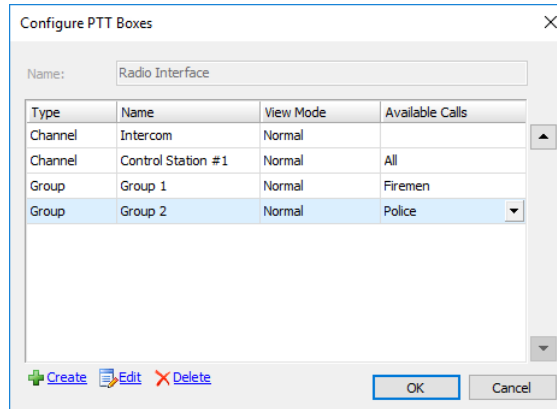 Configure PTT Boxes
Name: Radio Interface
Type Name View Mode Available Calls
Channel Intercom Normal
Channel Control Station #1 Normal All
Group Group 1 Normal Firemen
Group Group 2 Normal Police
Create Edit Delete OK Cancel